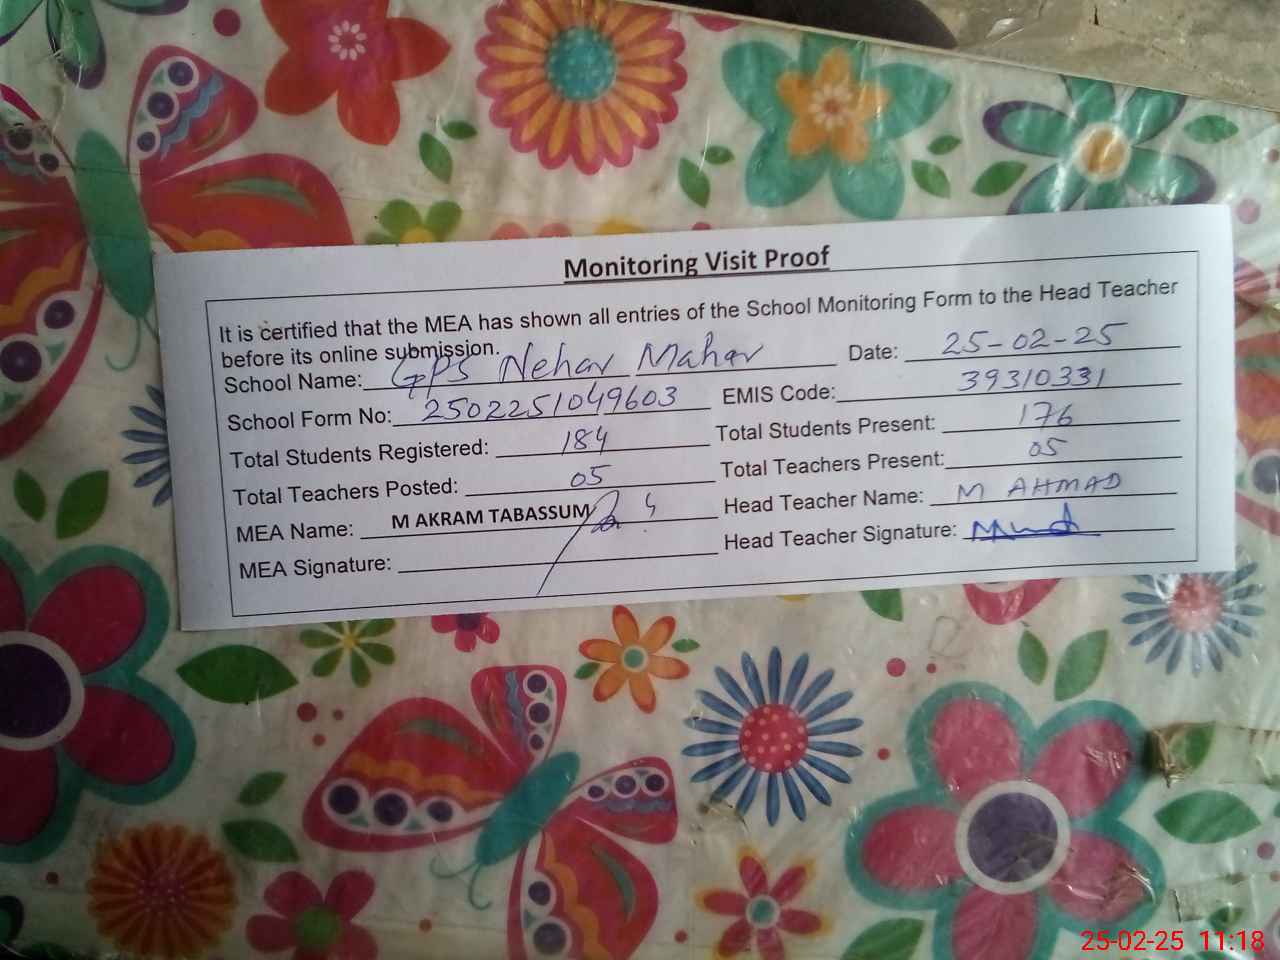 Monitoring Visit Proof
It is certified that the MEA has shown all entries of the School Monitoring Form to the Head Teacher
before its online submission.
School Name: GPS Nehar Mahar Date: 25-02-25
School Form No: 2502251049603 EMIS Code: 39310331
Total Students Registered: 184 Total Students Present: 176
Total Teachers Posted: 05 Total Teachers Present: 05
MEA Name: M AKRAM TABASSUM Head Teacher Name: M AHMAD
MEA Signature: Head Teacher Signature:
25-02-25 11:18